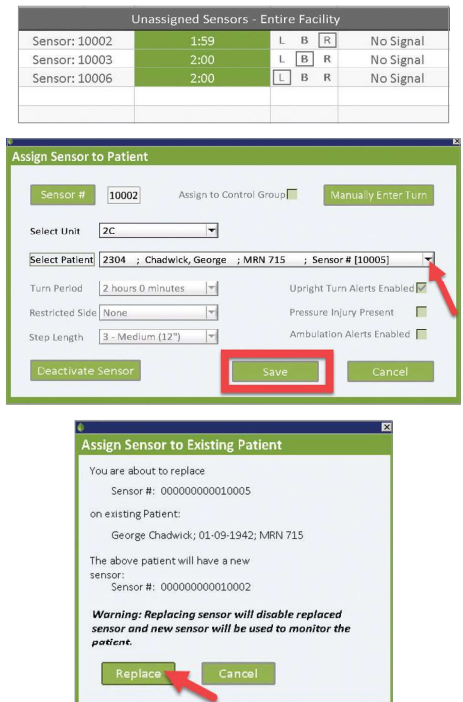 Unassigned Sensors - Entire Facility
Sensor: 10002 1:59 L B R No Signal
Sensor: 10003 2:00 L B R No Signal
Sensor: 10006 2:00 L B R No Signal
Assign Sensor to Patient
Sensor # 10002 Assign to Control Group Manually Enter Turn
Select Unit 2C
Select Patient 2304 ; Chadwick, George ; MRN 715 ; Sensor # [10005]
Turn Period 2 hours 0 minutes Upright Turn Alerts Enabled
Restricted Side None Pressure Injury Present
Step Length 3 - Medium (12") Ambulation Alerts Enabled
Deactivate Sensor Save Cancel
Assign Sensor to Existing Patient
You are about to replace
Sensor #: 000000000010005
on existing Patient:
George Chadwick; 01-09-1942; MRN 715
The above patient will have a new
sensor:
Sensor #: 000000000010002
Warning: Replacing sensor will disable replaced
sensor and new sensor will be used to monitor the
patient.
Replace Cancel